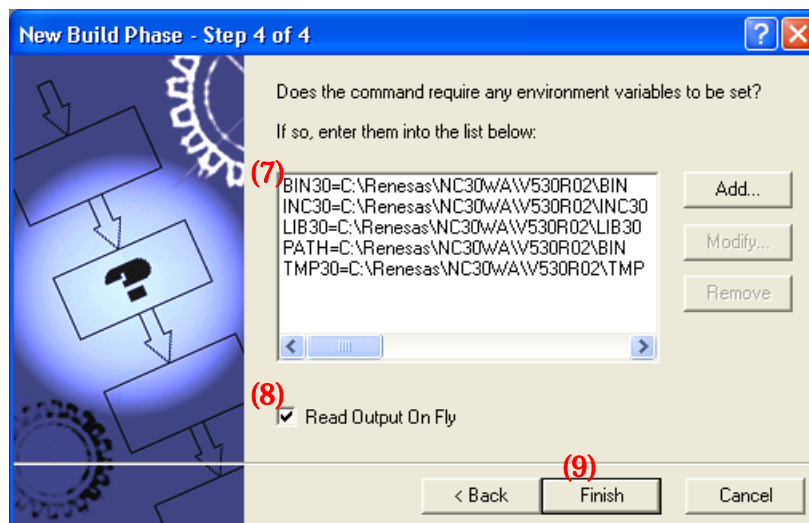 New Build Phase - Step 4 of 4
Does the command require any environment variables to be set?
If so, enter them into the list below:
(7)
BIN30=C:\Renesas\NC30WA\V530R02\BIN
INC30=C:\Renesas\NC30WA\V530R02\INC30
LIB30=C:\Renesas\NC30WA\V530R02\LIB30
PATH=C:\Renesas\NC30WA\V530R02\BIN
TMP30=C:\Renesas\NC30WA\V530R02\TMP
Add...
Modify...
Remove
(8)
Read Output On Fly
(9)
< Back
Finish
Cancel